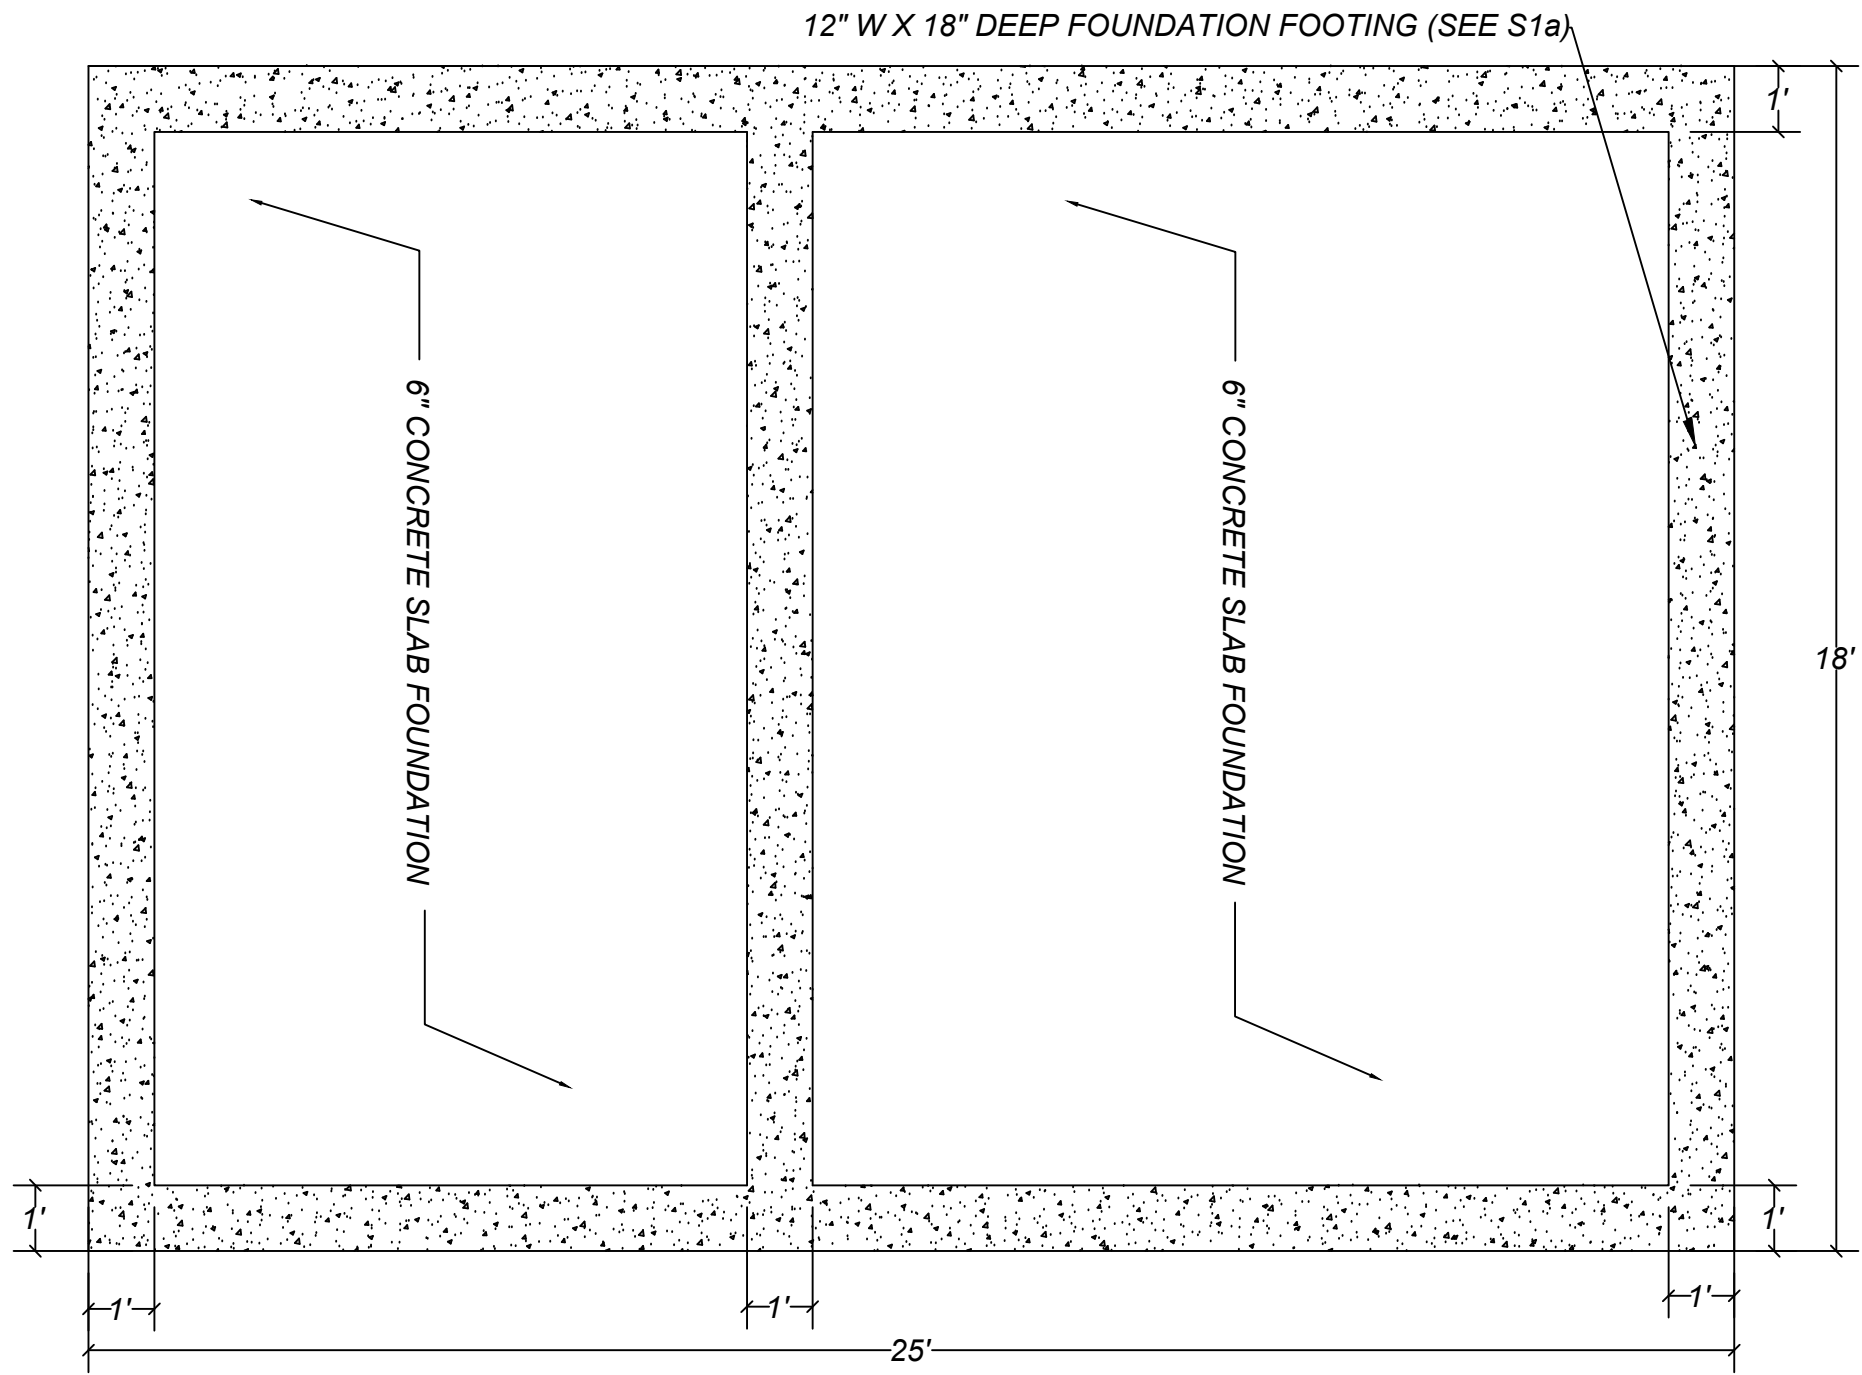 12" W X 18" DEEP FOUNDATION FOOTING (SEE S1a)
1'
6" CONCRETE SLAB FOUNDATION
6" CONCRETE SLAB FOUNDATION
18'
1'
1'
1'
1'
1'
25'